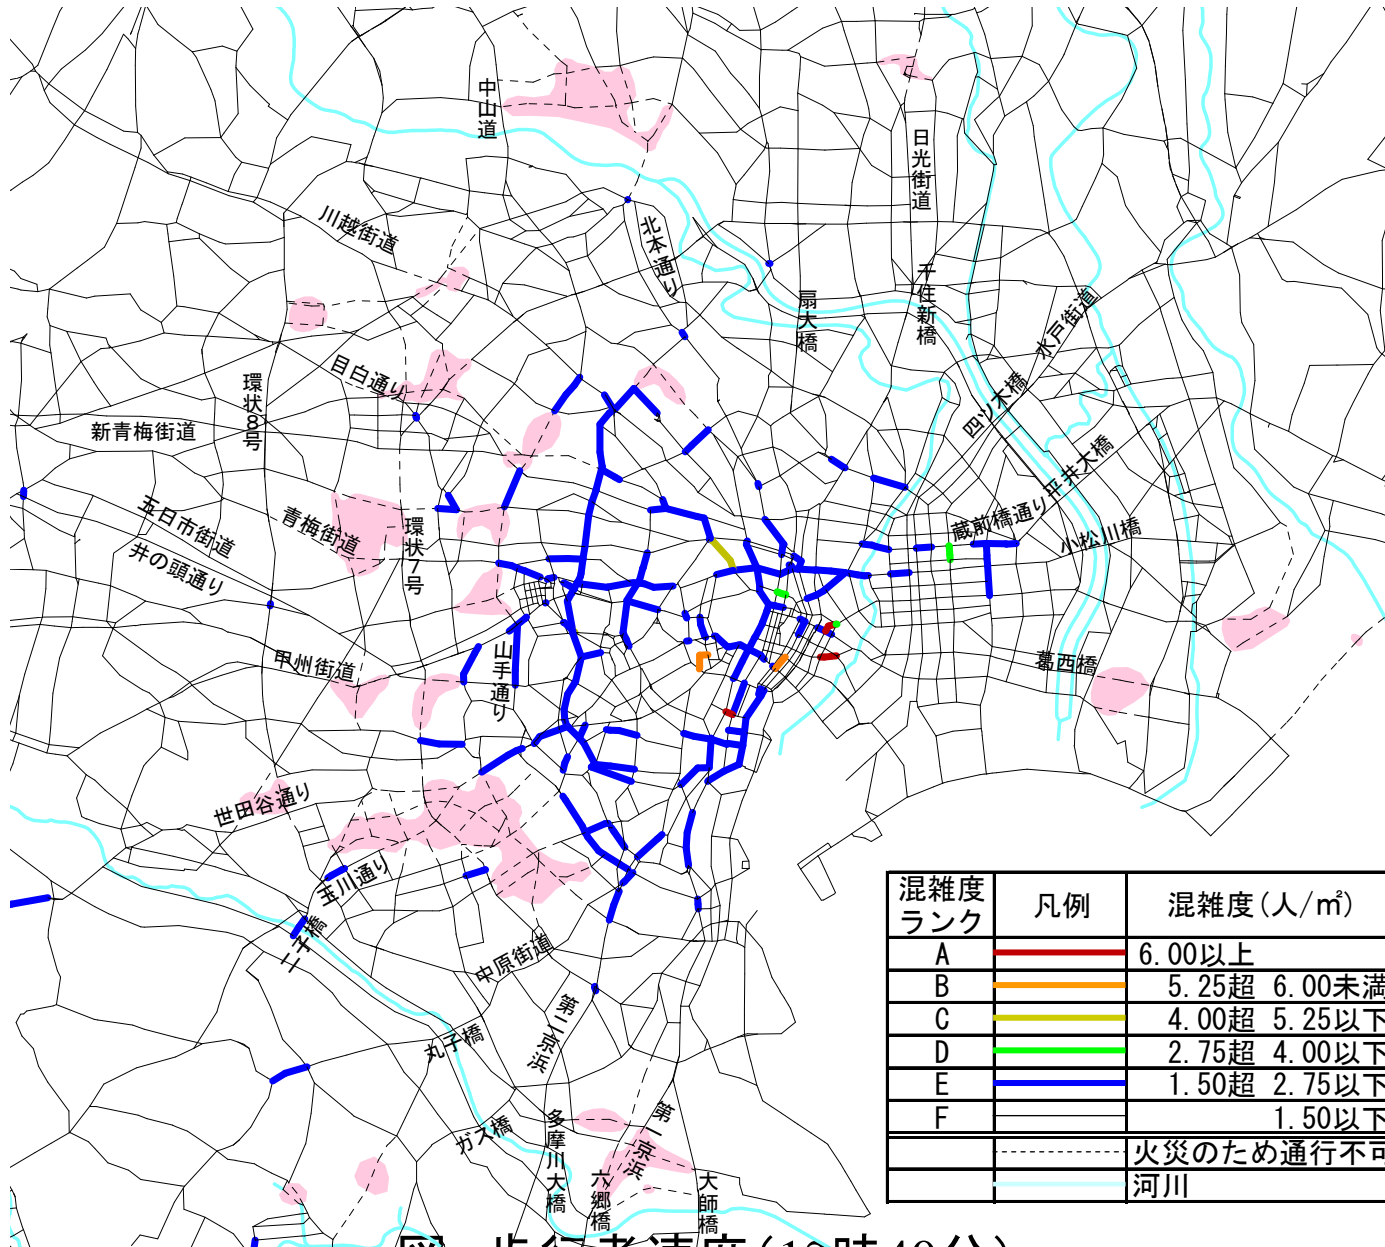 中山道
日光街道
川越街道
北本通り
千住新橋
扇大橋
水戸街道
目白通り
環状8号
新青梅街道
四ツ木橋
平井大橋
五日市街道
青梅街道
環状7号
蔵前橋通り
小松川橋
井の頭通り
甲州街道
山手通り
葛西橋
世田谷通り
玉川通り
二子橋
中原街道
第二京浜
丸子橋
ガス橋
多摩川大橋
第一京浜
六郷橋
大師橋
混雑度ランク 凡例 混雑度(人/㎡)
A 6.00以上
B 5.25超 6.00未満
C 4.00超 5.25以下
D 2.75超 4.00以下
E 1.50超 2.75以下
F 1.50以下
火災のため通行不可
河川